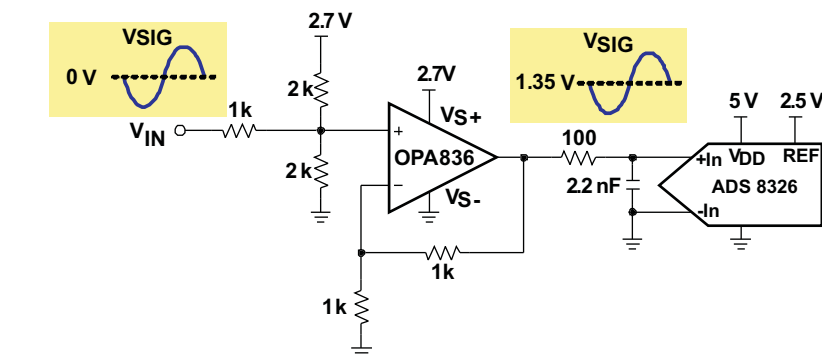 2.7 V
VSIG
0 V
VSIG
1.35 V
2 k
2.7V
5 V
2.5 V
1k
VS+
VIN
+
100
+In
VDD
REF
OPA836
2 k
2.2 nF
ADS 8326
−
VS-
-In
1k
1k